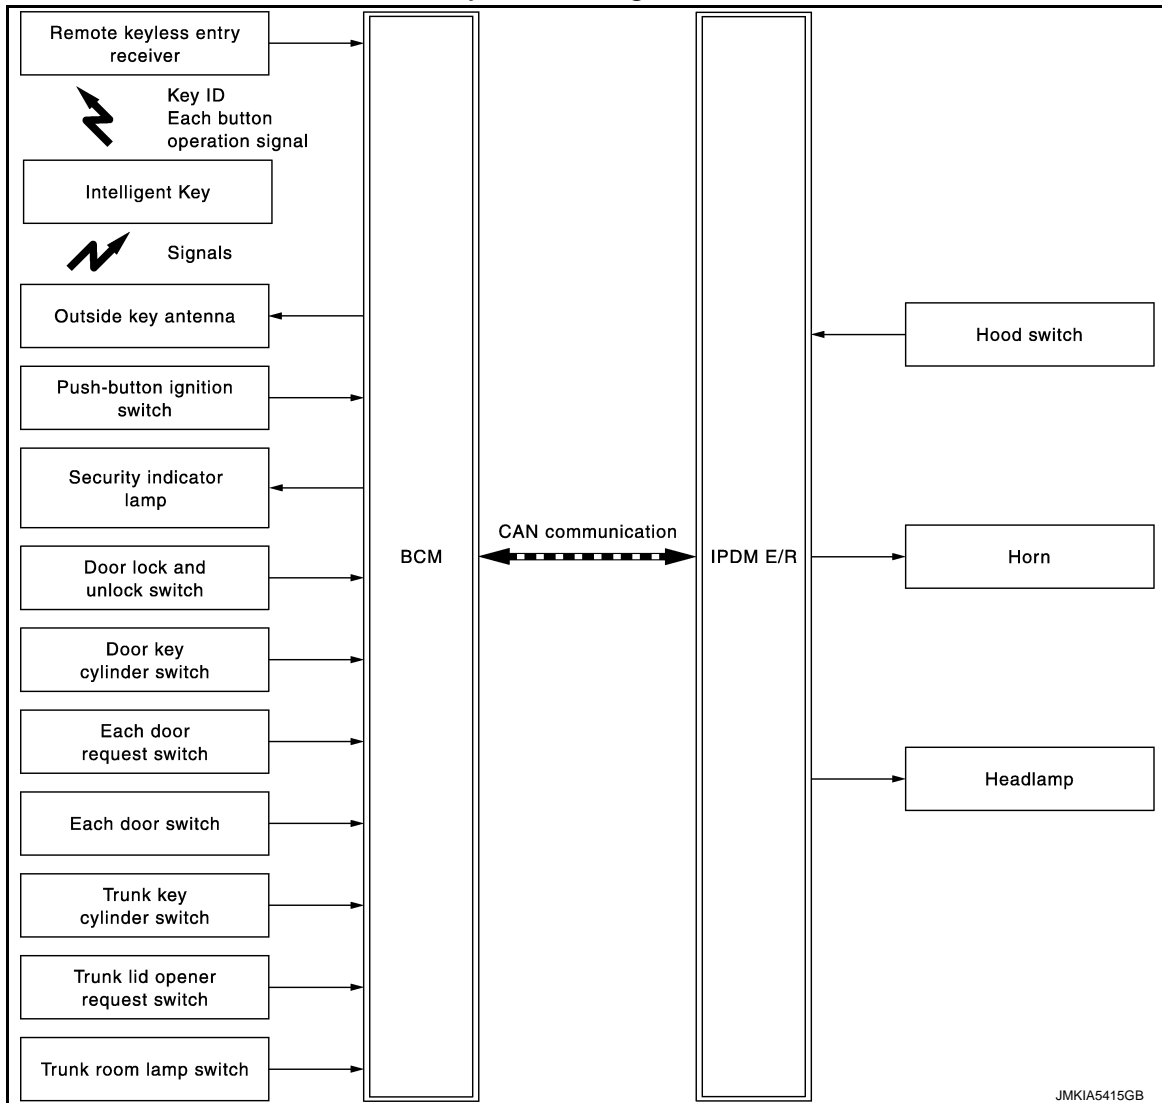 Remote keyless entry
receiver
Key ID
Each button
operation signal
Intelligent Key
Signals
Outside key antenna
Push-button ignition
switch
Security indicator
lamp
Door lock and
unlock switch
Door key
cylinder switch
Each door
request switch
Each door switch
Trunk key
cylinder switch
Trunk lid opener
request switch
Trunk room lamp switch
BCM
CAN communication
IPDM E/R
Hood switch
Horn
Headlamp
JMKIA5415GB